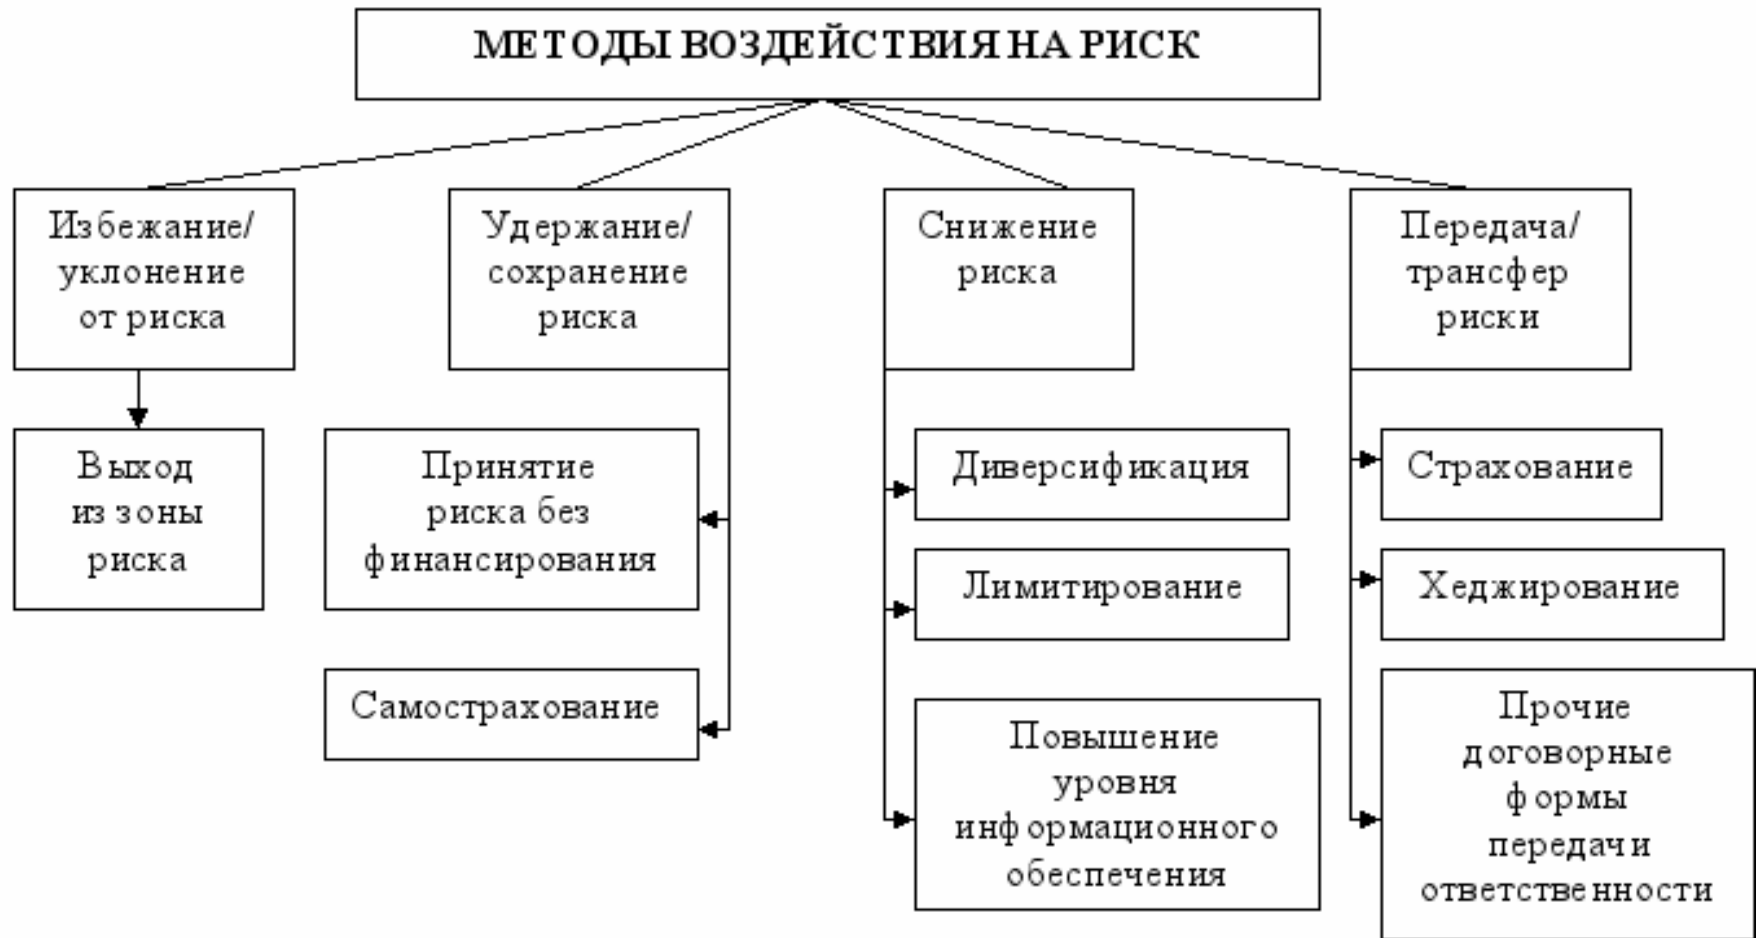 МЕТОДЫ ВОЗДЕЙСТВИЯ НА РИСК
Избежание/
уклонение
от риска
Удержание/
сохранение
риска
Снижение
риска
Передача/
трансфер
риски
Выход
из зоны
риска
Принятие
риска без
финансирования
Самострахование
Диверсификация
Лимитирование
Повышение
уровня
информационного
обеспечения
Страхование
Хеджирование
Прочие
договорные
формы
передачи
ответственности